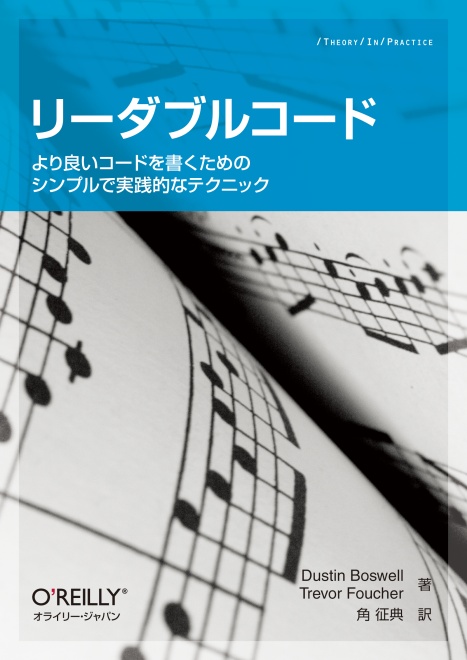 /THEORY/IN/PRACTICE
リーダブルコード
より良いコードを書くための
シンプルで実践的なテクニック
Dustin Boswell
Trevor Foucher
著
角 征典 訳
O'REILLY®
オライリー・ジャパン